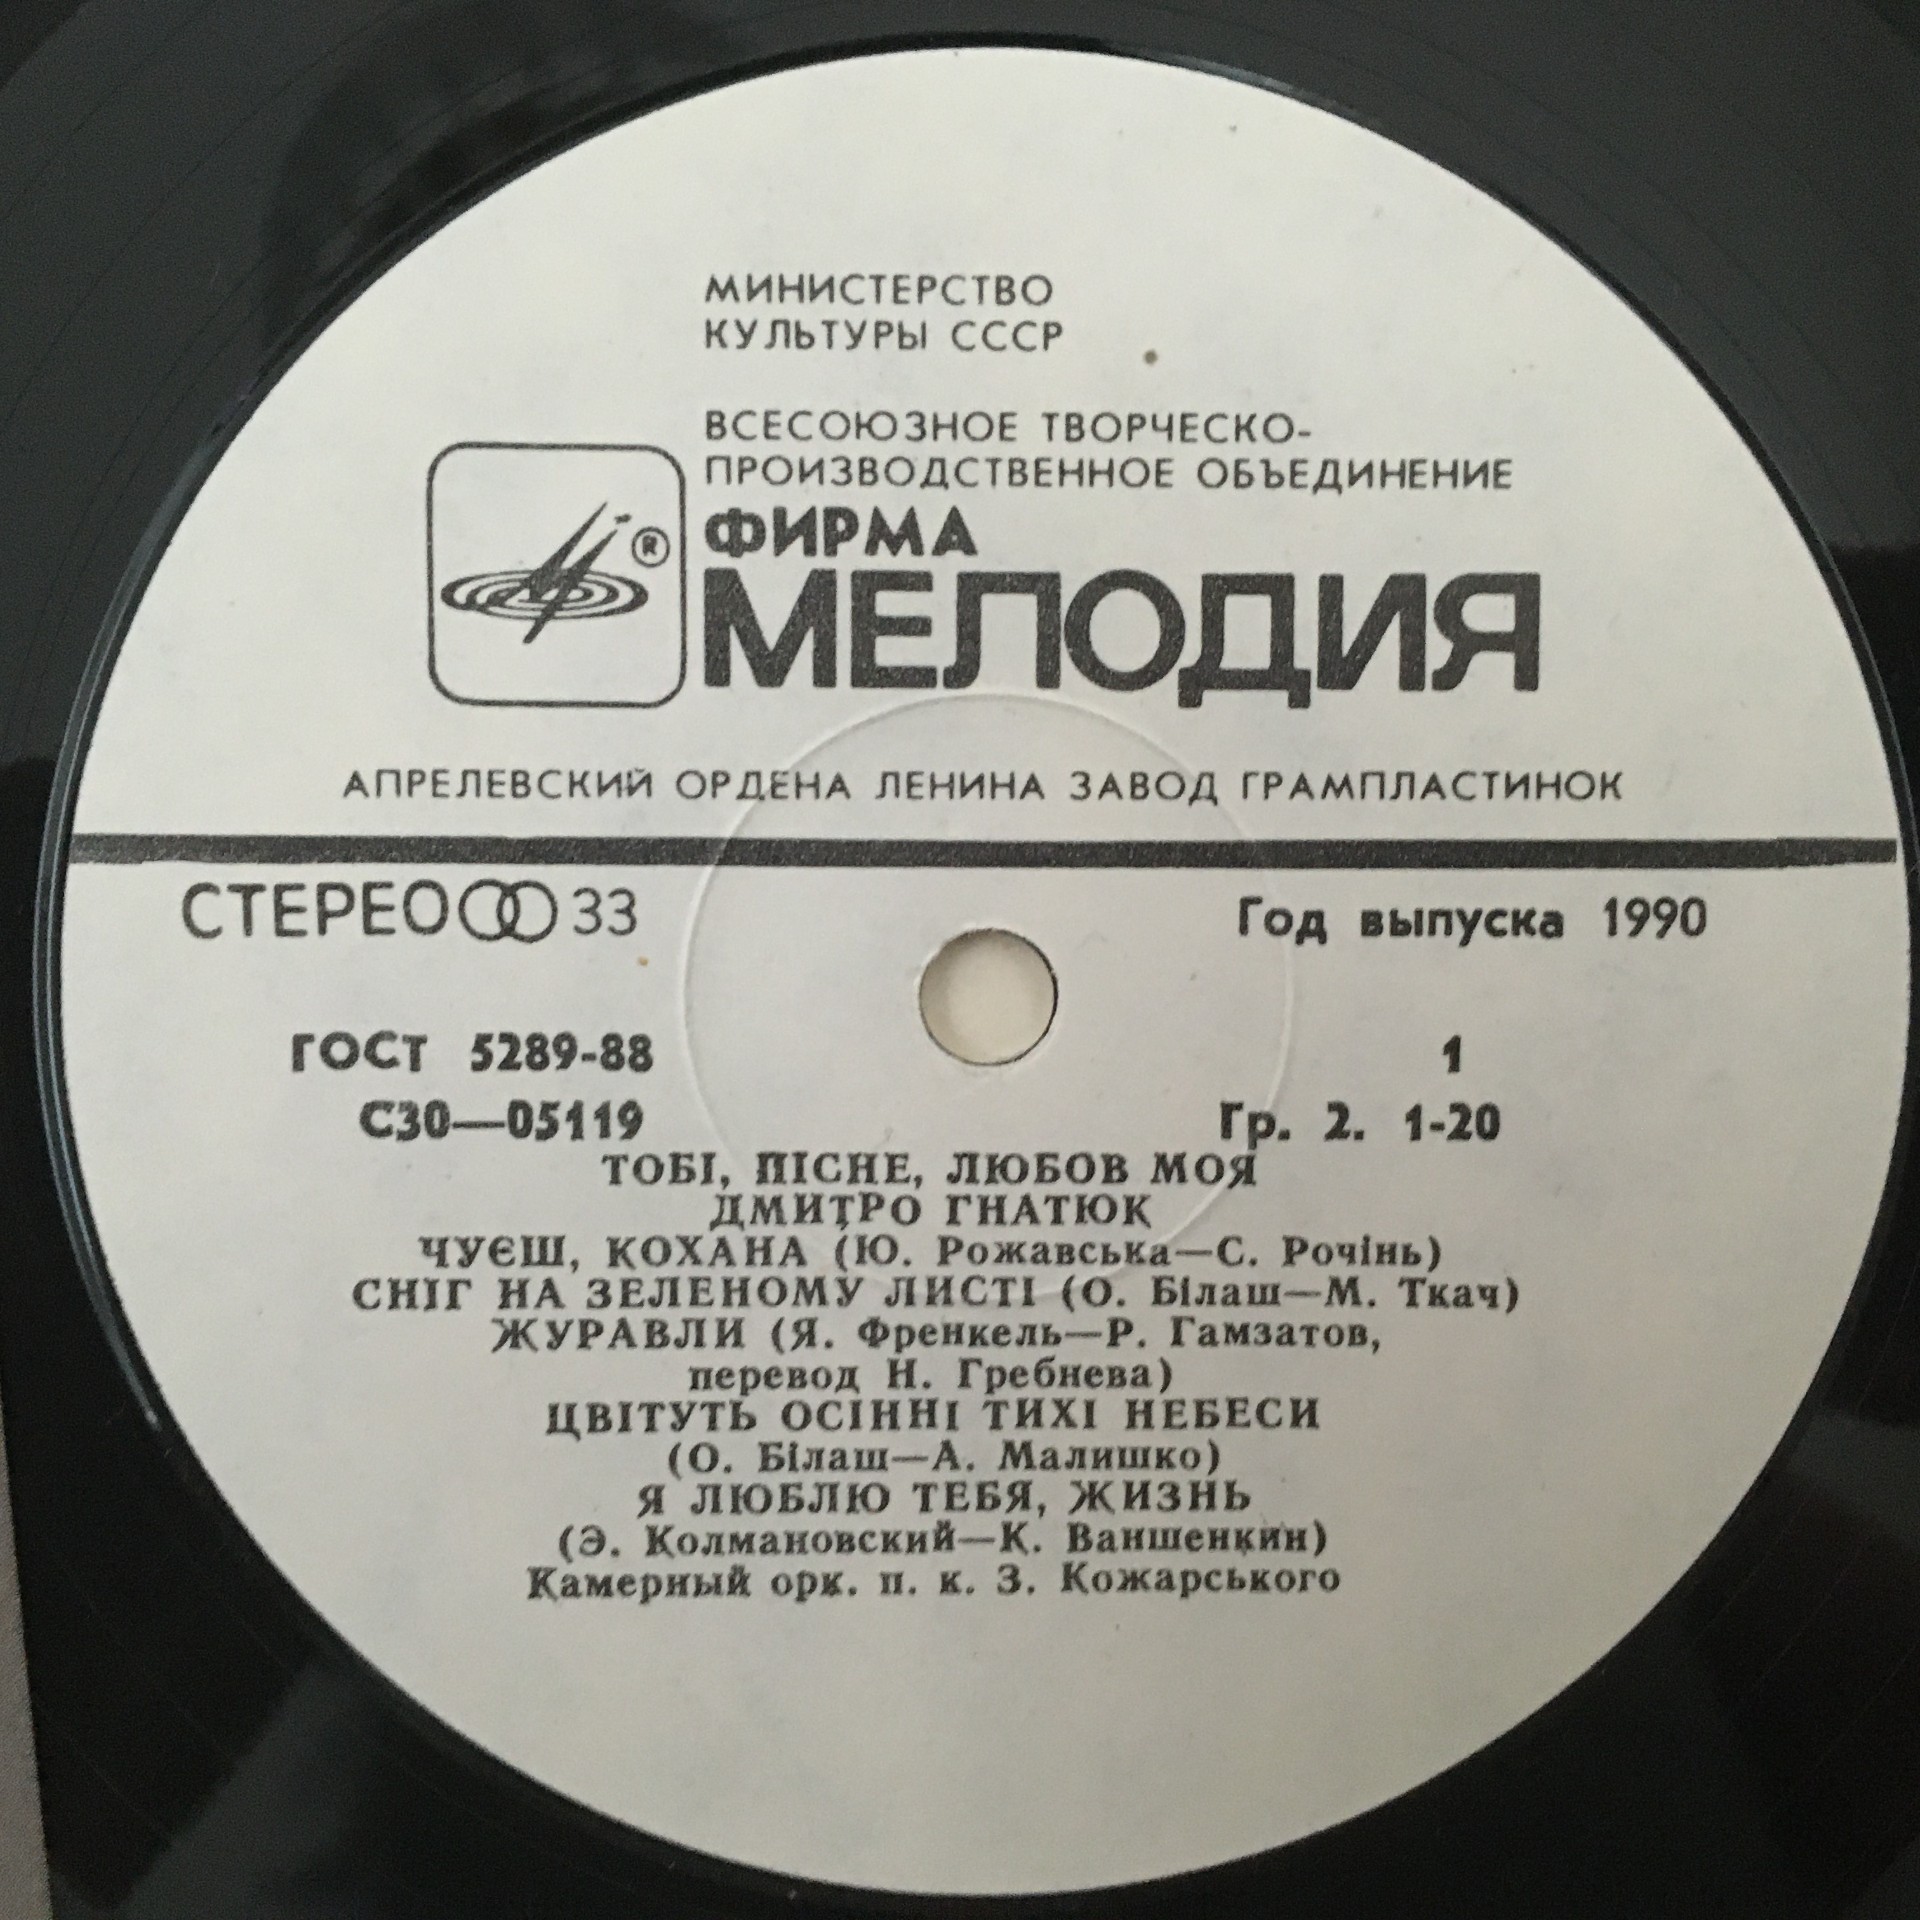 МИНИСТЕРСТВО
КУЛЬТУРЫ СССР
ВСЕСОЮЗНОЕ ТВОРЧЕСКО-
ПРОИЗВОДСТВЕННОЕ ОБЪЕДИНЕНИЕ
®
ФИРМА
МЕЛОДИЯ
АПРЕЛЕВСКИЙ ОРДЕНА ЛЕНИНА ЗАВОД ГРАМПЛАСТИНОК
СТЕРЕО 33 Год выпуска 1990
ГОСТ 5289-88 1
С30—05119 Гр. 2. 1-20
ТОБІ, ПІСНЕ, ЛЮБОВ МОЯ
ДМИТРО ГНАТЮК
ЧУЄШ, КОХАНА (Ю. Рожавська—С. Рочінь)
СНІГ НА ЗЕЛЕНОМУ ЛИСТІ (О. Білаш—М. Ткач)
ЖУРАВЛИ (Я. Френкель—Р. Гамзатов,
перевод Н. Гребнева)
ЦВІТУТЬ ОСІННІ ТИХІ НЕБЕСИ
(О. Білаш—А. Малишко)
Я ЛЮБЛЮ ТЕБЯ, ЖИЗНЬ
(Э. Колмановский—К. Ваншенкин)
Камерный орк. п. к. З. Кожарського